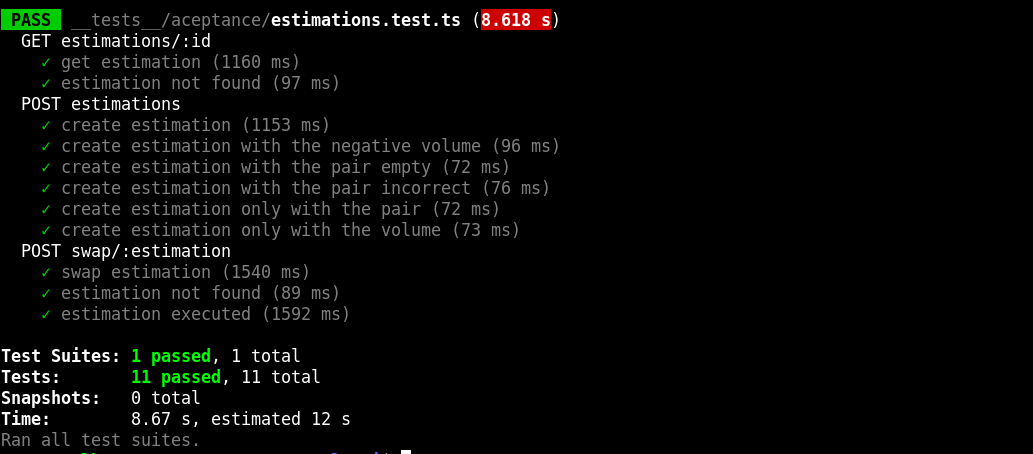 PASS __tests__/aceptance/estimations.test.ts (8.618 s)
GET estimations/:id
✓ get estimation (1160 ms)
✓ estimation not found (97 ms)
POST estimations
✓ create estimation (1153 ms)
✓ create estimation with the negative volume (96 ms)
✓ create estimation with the pair empty (72 ms)
✓ create estimation with the pair incorrect (76 ms)
✓ create estimation only with the pair (72 ms)
✓ create estimation only with the volume (73 ms)
POST swap/:estimation
✓ swap estimation (1540 ms)
✓ estimation not found (89 ms)
✓ estimation executed (1592 ms)
Test Suites: 1 passed, 1 total
Tests: 11 passed, 11 total
Snapshots: 0 total
Time: 8.67 s, estimated 12 s
Ran all test suites.